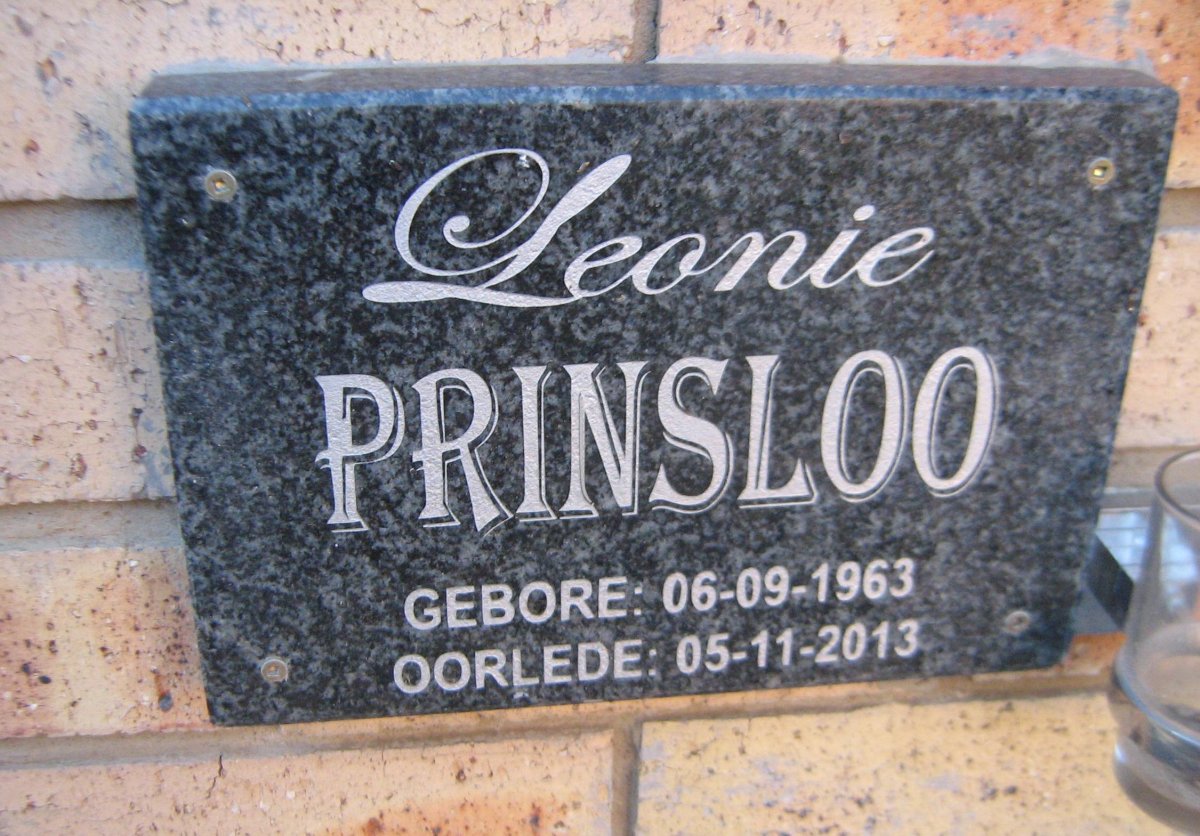 Leonie
PRINSLOO
GEBORE: 06-09-1963
OORLEDE: 05-11-2013